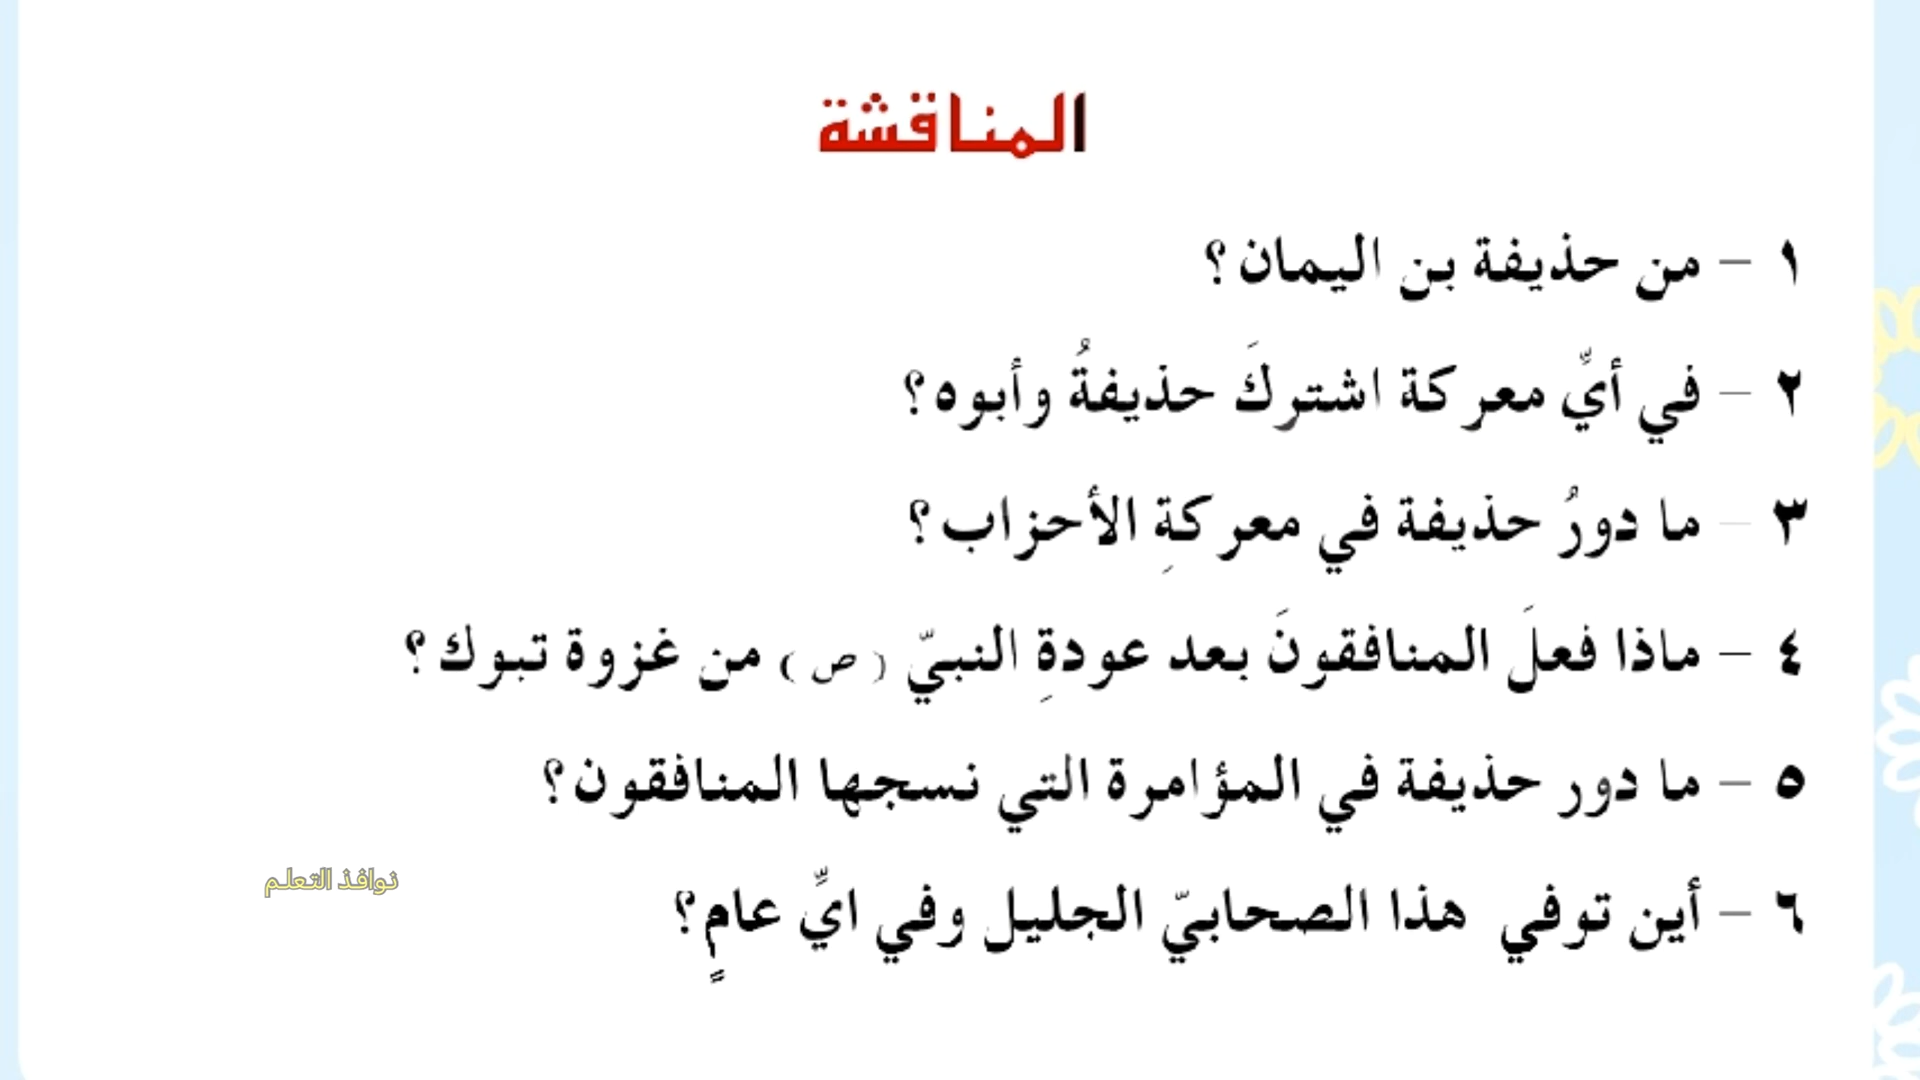 المناقشة
١ – من حذيفة بن اليمان؟
٢ – في أيِّ معركة اشتركَ حذيفةُ وأبوه؟
٣ – ما دورُ حذيفة في معركةِ الأحزاب؟
٤ – ماذا فعلَ المنافقونَ بعد عودةِ النبيّ (ص) من غزوة تبوك؟
٥ – ما دور حذيفة في المؤامرة التي نسجها المنافقون؟
٦ – أين توفي هذا الصحابيّ الجليل وفي ايِّ عامٍ؟
نوافذ التعلم